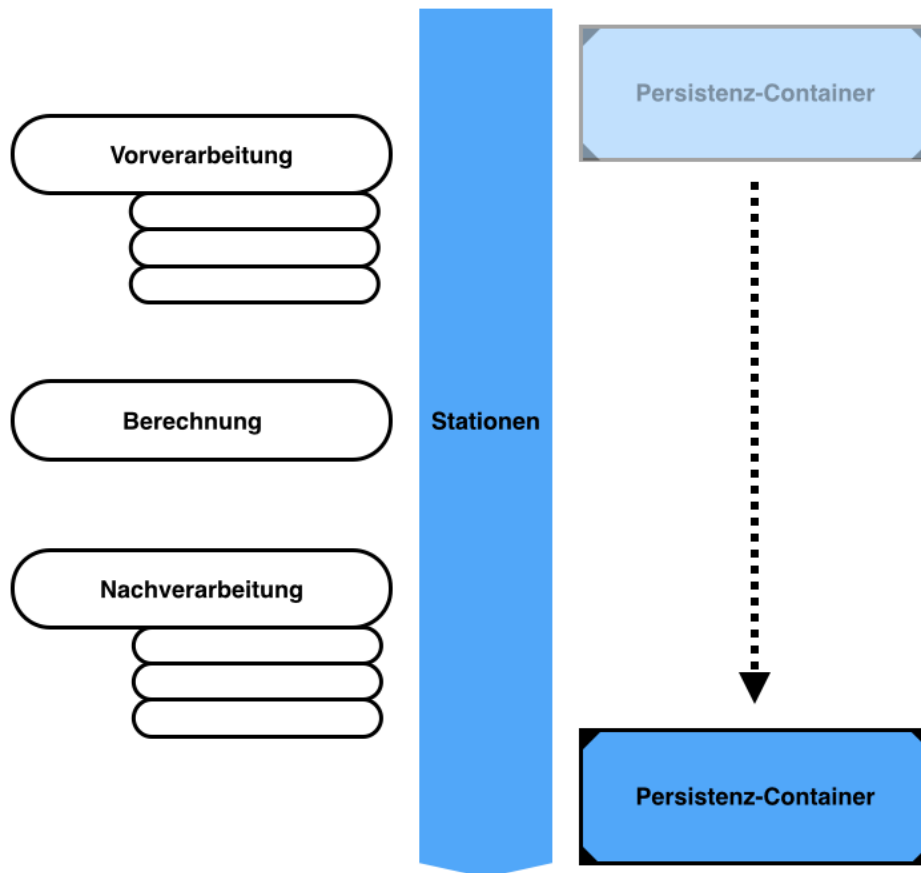 Persistenz-Container
Vorverarbeitung
Berechnung
Stationen
Nachverarbeitung
Persistenz-Container